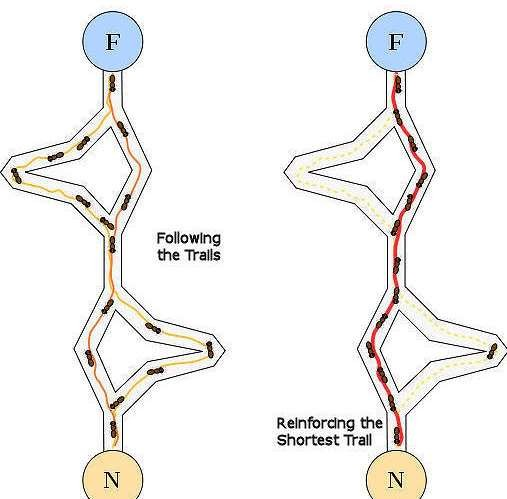 F
F
Following
the Trails
Reinforcing the
Shortest Trail
N
N